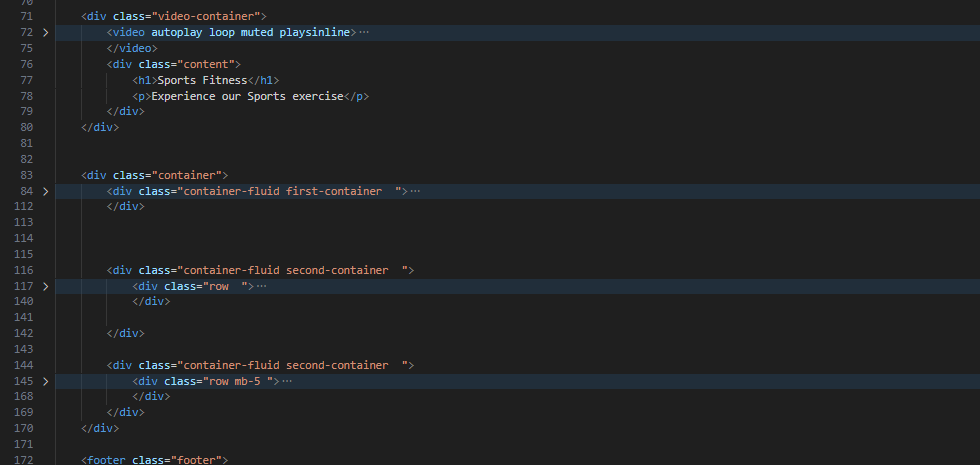 70
71 <div class="video-container">
72 <video autoplay loop muted playsinline>···
75 </video>
76 <div class="content">
77 <h1>Sports Fitness</h1>
78 <p>Experience our Sports exercise</p>
79 </div>
80 </div>
81
82
83 <div class="container">
84 <div class="container-fluid first-container  ">···
112 </div>
113
114
115
116 <div class="container-fluid second-container  ">
117 <div class="row  ">···
140 </div>
141
142 </div>
143
144 <div class="container-fluid second-container  ">
145 <div class="row mb-5 ">···
168 </div>
169 </div>
170 </div>
171
172 <footer class="footer">